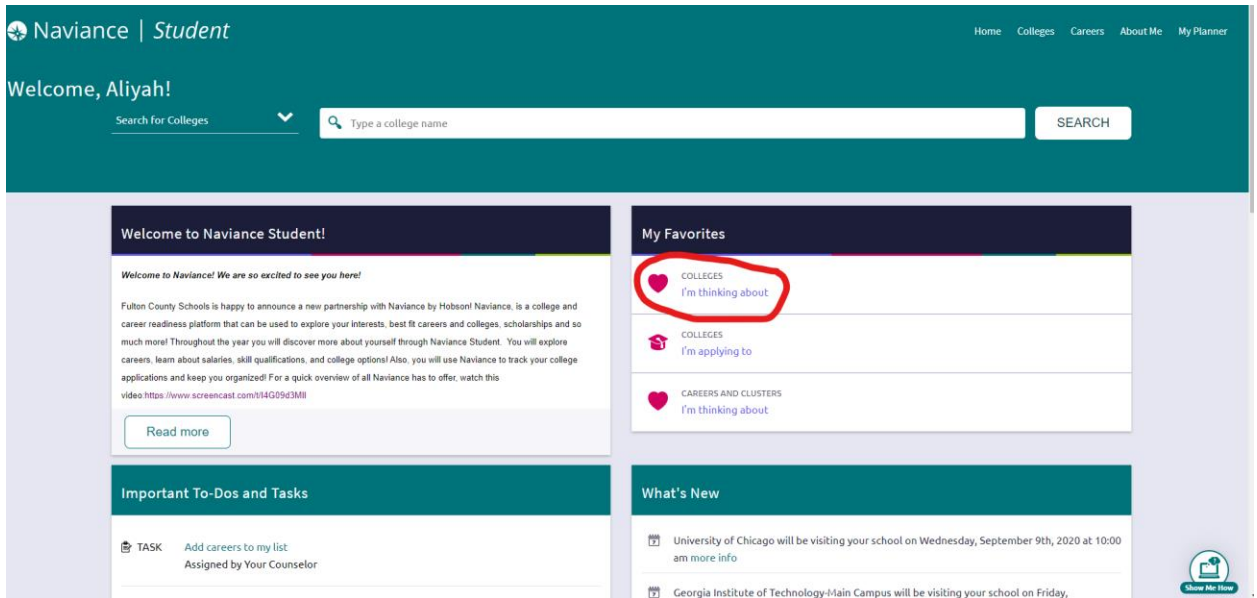 Naviance | Student
Home Colleges Careers About Me My Planner
Welcome, Aliyah!
Search for Colleges
Type a college name
SEARCH
Welcome to Naviance Student!
Welcome to Naviance! We are so excited to see you here!
Fulton County Schools is happy to announce a new partnership with Naviance by Hobson! Naviance, is a college and
career readiness platform that can be used to explore your interests, best fit careers and colleges, scholarships and so
much more! Throughout the year you will discover more about yourself through Naviance Student. You will explore
careers, learn about salaries, skill qualifications, and college options! Also, you will use Naviance to track your college
applications and keep you organized! For a quick overview of all Naviance has to offer, watch this
video:https://www.screencast.com/t/I4G09d3MII
Read more
My Favorites
COLLEGES
I'm thinking about
COLLEGES
I'm applying to
CAREERS AND CLUSTERS
I'm thinking about
Important To-Dos and Tasks
TASK Add careers to my list
Assigned by Your Counselor
What's New
University of Chicago will be visiting your school on Wednesday, September 9th, 2020 at 10:00
am more info
Georgia Institute of Technology-Main Campus will be visiting your school on Friday,
Show Me How